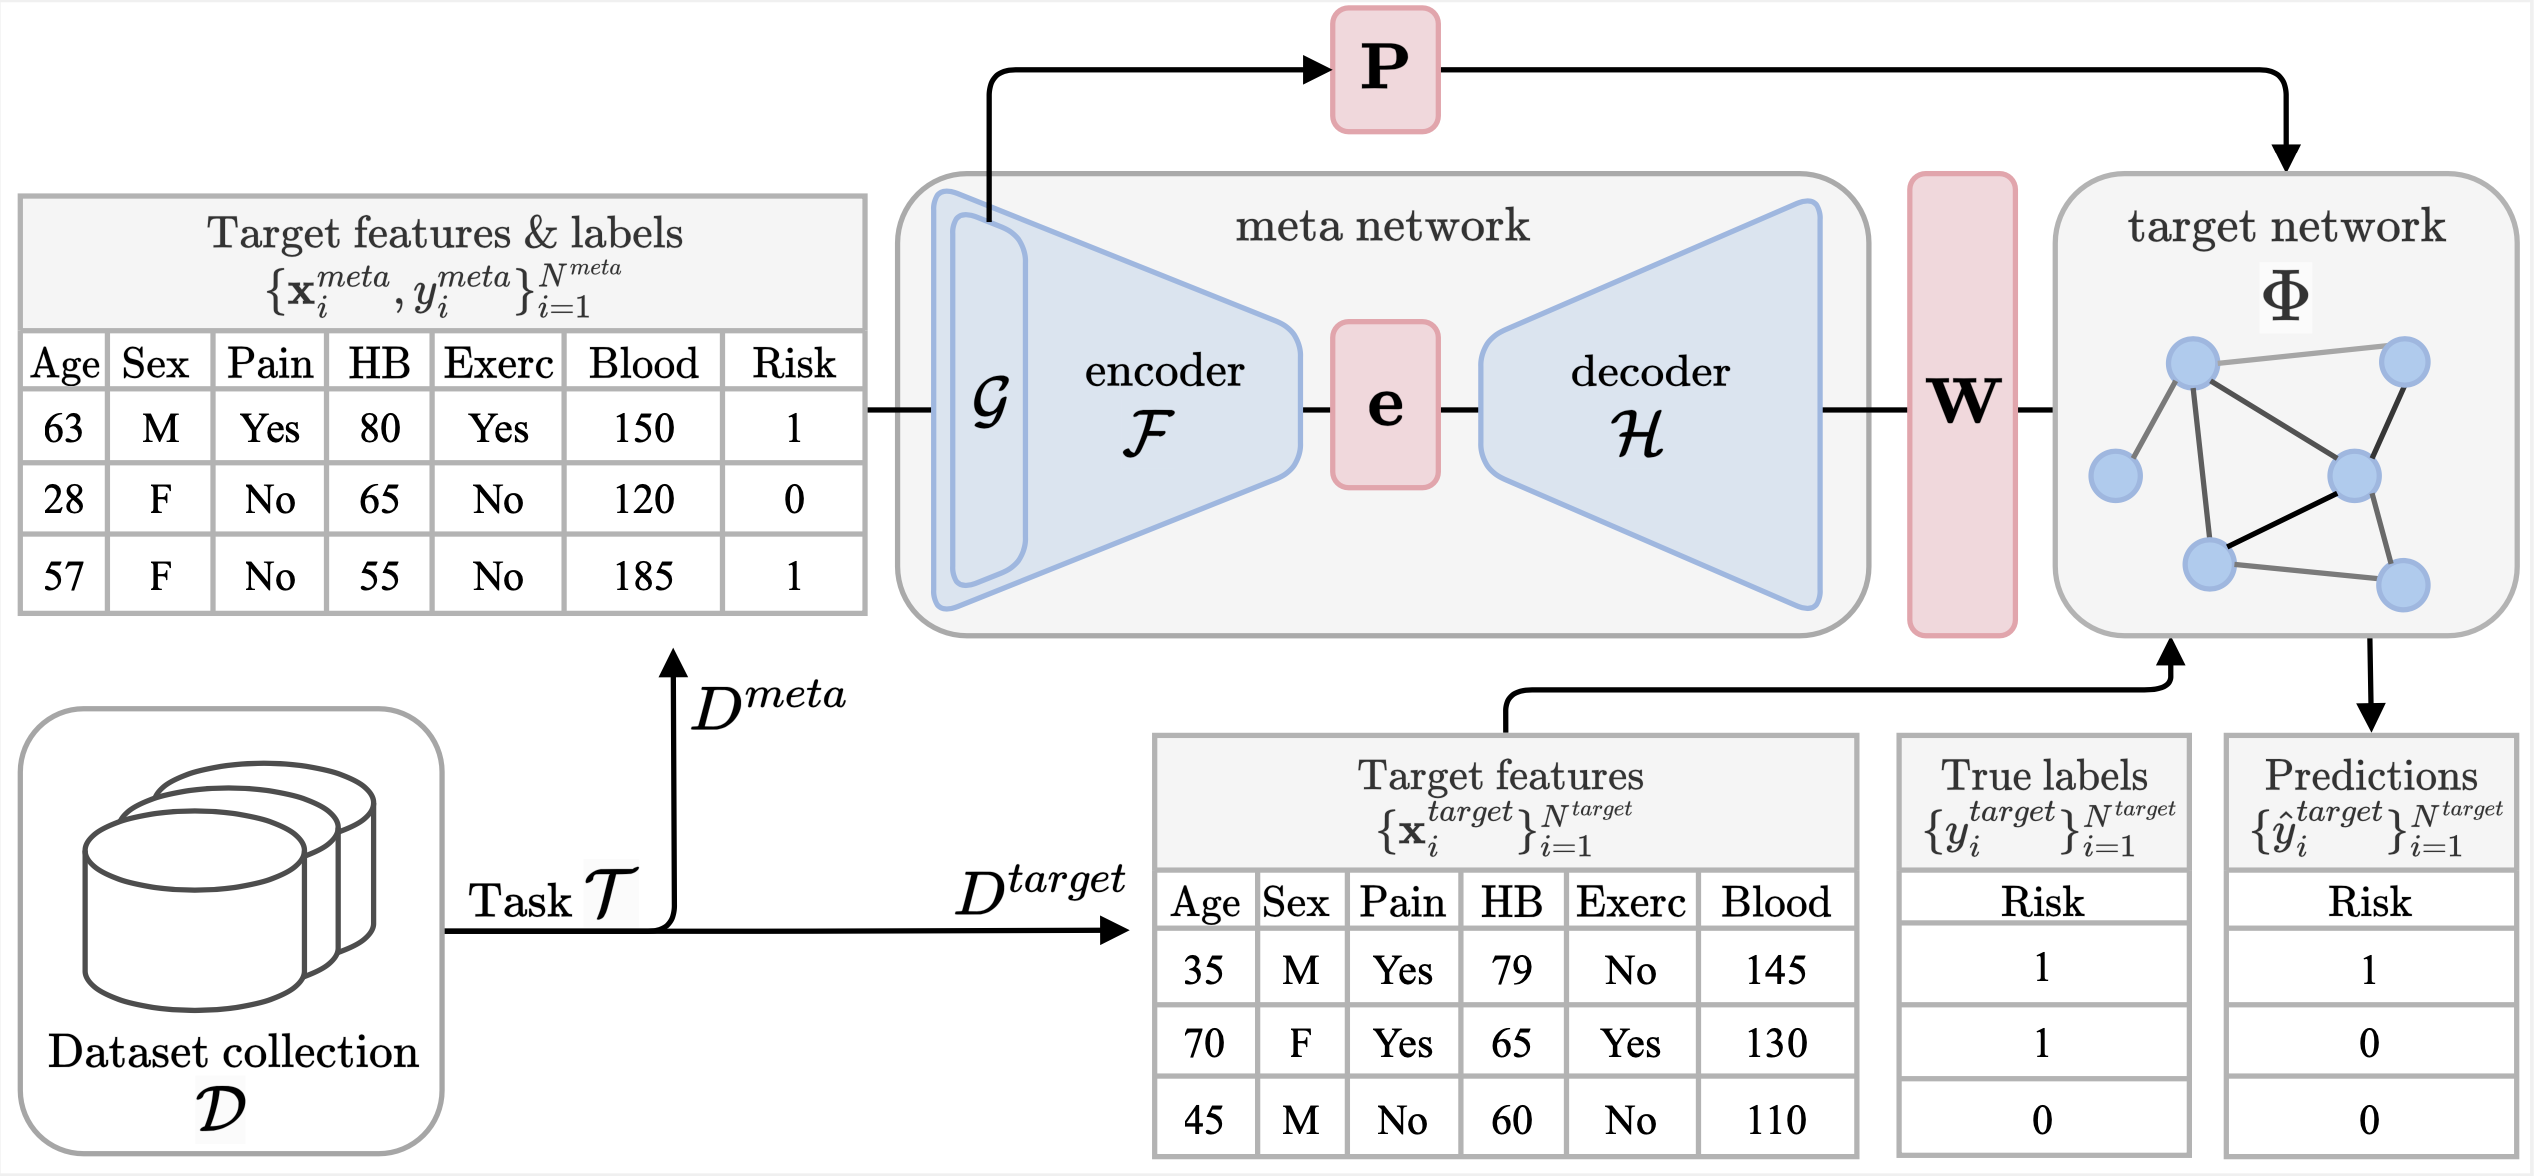 P
Target features & labels
{x_i^{meta}, y_i^{meta}}_{i=1}^{N^{meta}}
Age Sex Pain HB Exerc Blood Risk
63 M Yes 80 Yes 150 1
28 F No 65 No 120 0
57 F No 55 No 185 1
meta network
𝒢
encoder
ℱ
e
decoder
ℋ
W
target network
Φ
D^{meta}
Task 𝒯
D^{target}
Dataset collection
𝒟
Target features
{x_i^{target}}_{i=1}^{N^{target}}
Age Sex Pain HB Exerc Blood
35 M Yes 79 No 145
70 F Yes 65 Yes 130
45 M No 60 No 110
True labels
{y_i^{target}}_{i=1}^{N^{target}}
Risk
1
1
0
Predictions
{ŷ_i^{target}}_{i=1}^{N^{target}}
Risk
1
0
0